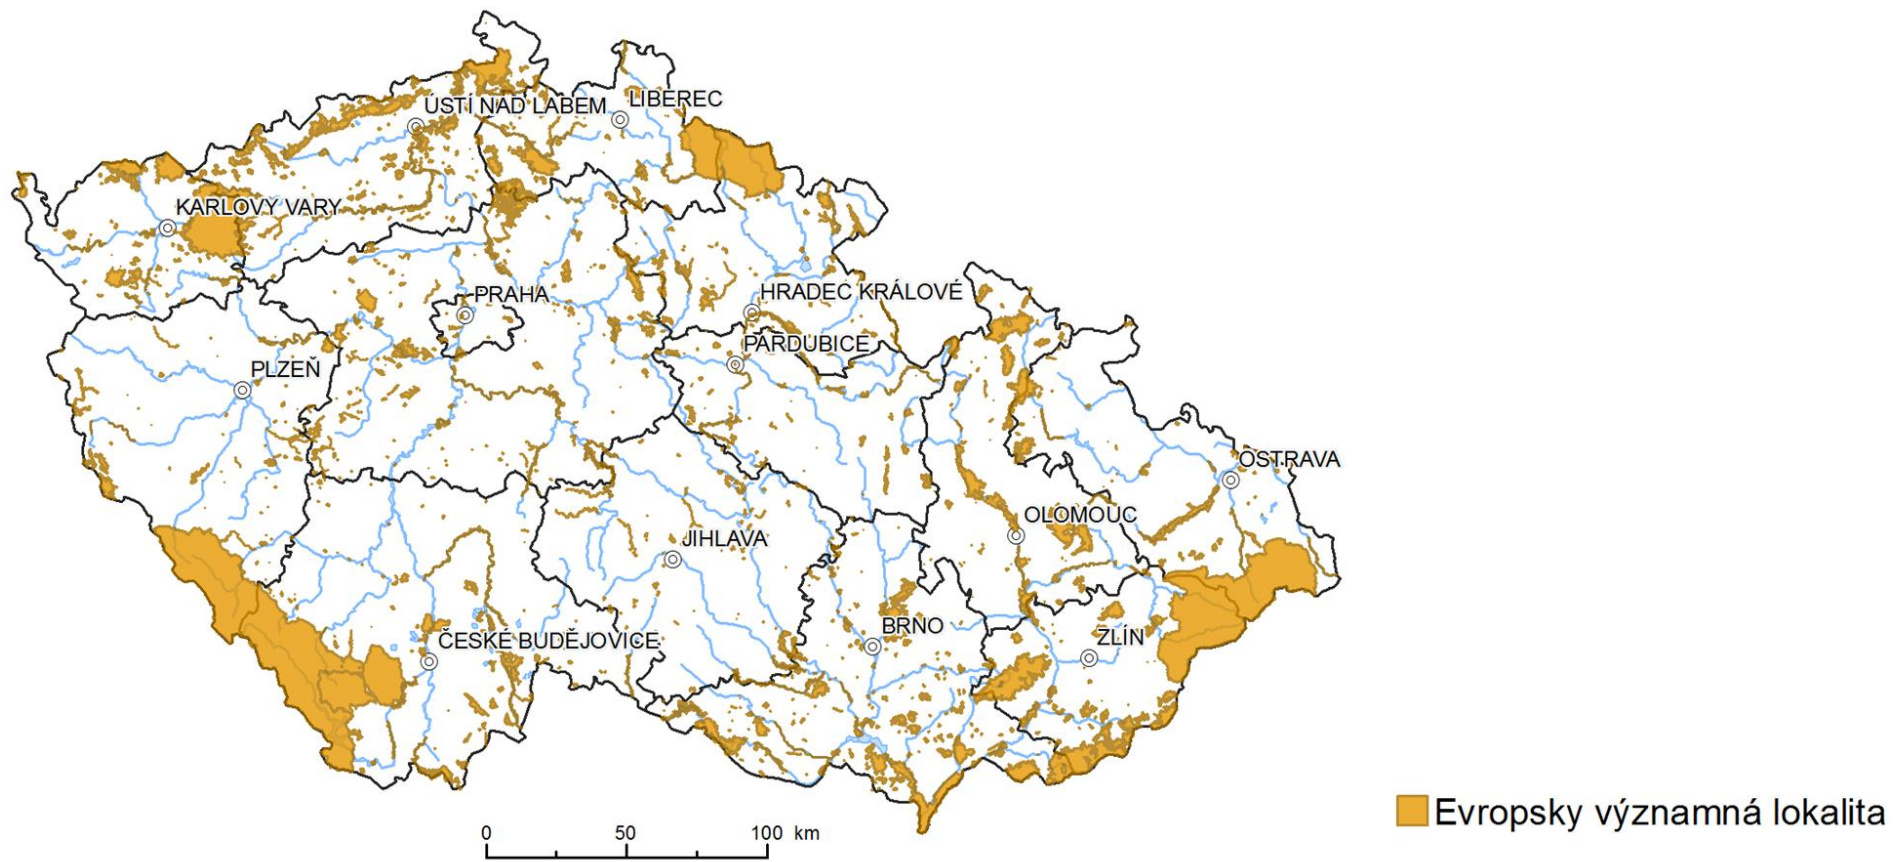 ÚSTÍ NAD LABEM
LIBEREC
KARLOVY VARY
PRAHA
HRADEC KRÁLOVÉ
PARDUBICE
PLZEŇ
OSTRAVA
OLOMOUC
JIHLAVA
BRNO
ZLÍN
ČESKÉ BUDĚJOVICE
0 50 100 km
Evropsky významná lokalita